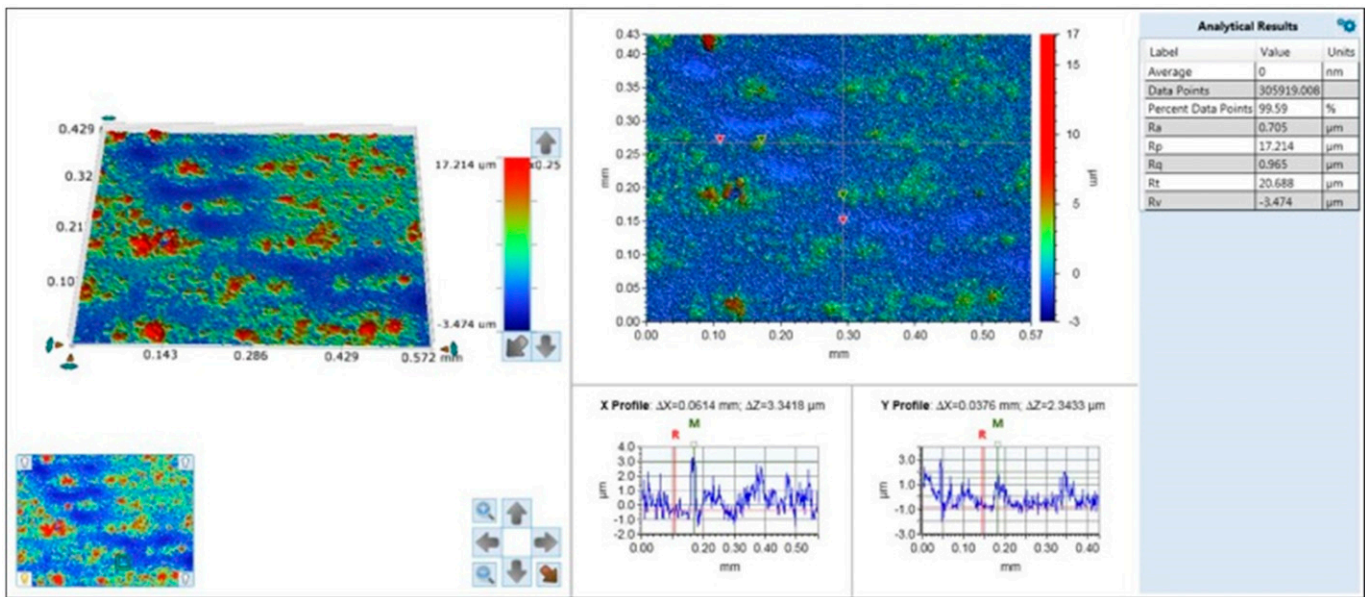 0.429
0.32
0.21
0.10
0.143 0.286 0.429 0.572 mm
17.214 um x0.25
-3.474 um
0.43
0.40
0.35
0.30
0.25
0.20
0.15
0.10
0.05
0.00
mm
0.00 0.10 0.20 0.30 0.40 0.50 0.57
mm
17
15
10
5
0
-3
µm
X Profile: ΔX=0.0614 mm; ΔZ=3.3418 µm
R M
4.0
3.0
2.0
1.0
0.0
-1.0
-2.0
µm
0.00 0.10 0.20 0.30 0.40 0.50
mm
Y Profile: ΔX=0.0376 mm; ΔZ=2.3433 µm
R M
3.0
1.0
-1.0
-3.0
µm
0.00 0.10 0.20 0.30 0.40
mm
Analytical Results
Label Value Units
Average 0 nm
Data Points 305919.008
Percent Data Points 99.59 %
Ra 0.705 µm
Rp 17.214 µm
Rq 0.965 µm
Rt 20.688 µm
Rv -3.474 µm